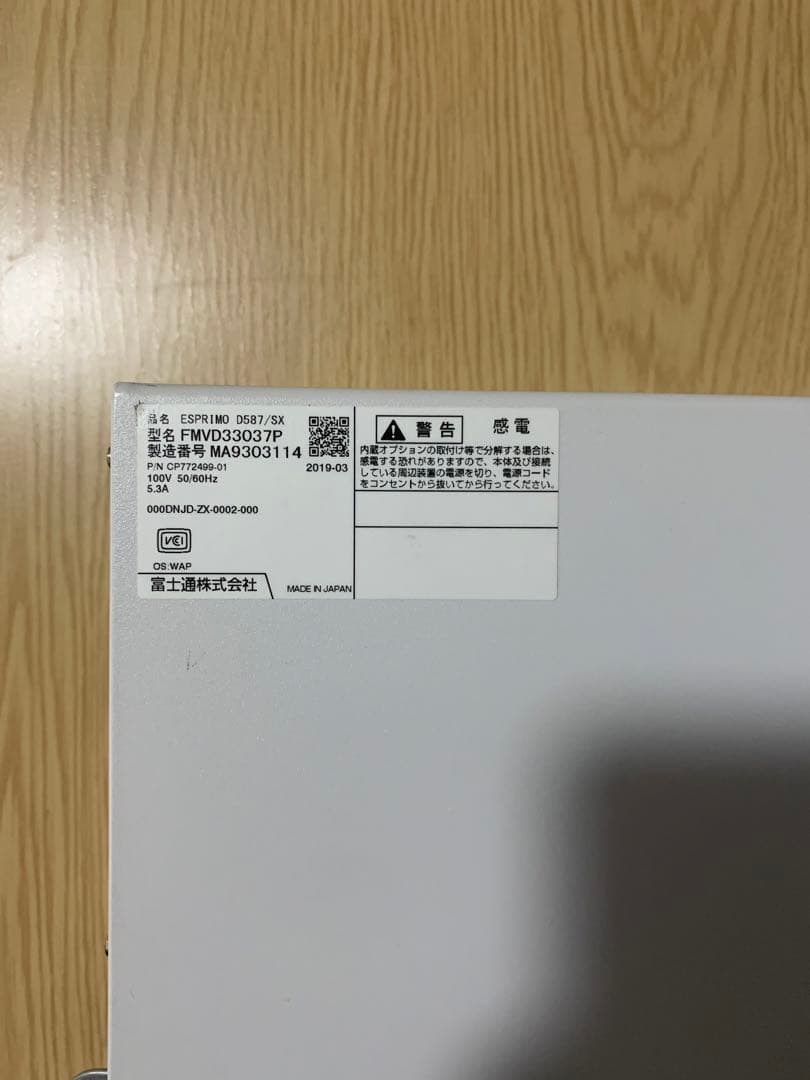 品名 ESPRIMO D587/SX
型名 FMVD33037P
製造番号 MA9303114
P/N CP772499-01 2019-03
100V 50/60Hz
5.3A
000DNJD-ZX-0002-000
VCI
OS:WAP
富士通株式会社 MADE IN JAPAN
警告 感電
内蔵オプションの取付け等で分解する場合は、
感電する恐れがありますので、本体及び接続
している周辺装置の電源を切り、電源コード
をコンセントから抜いてから行ってください。